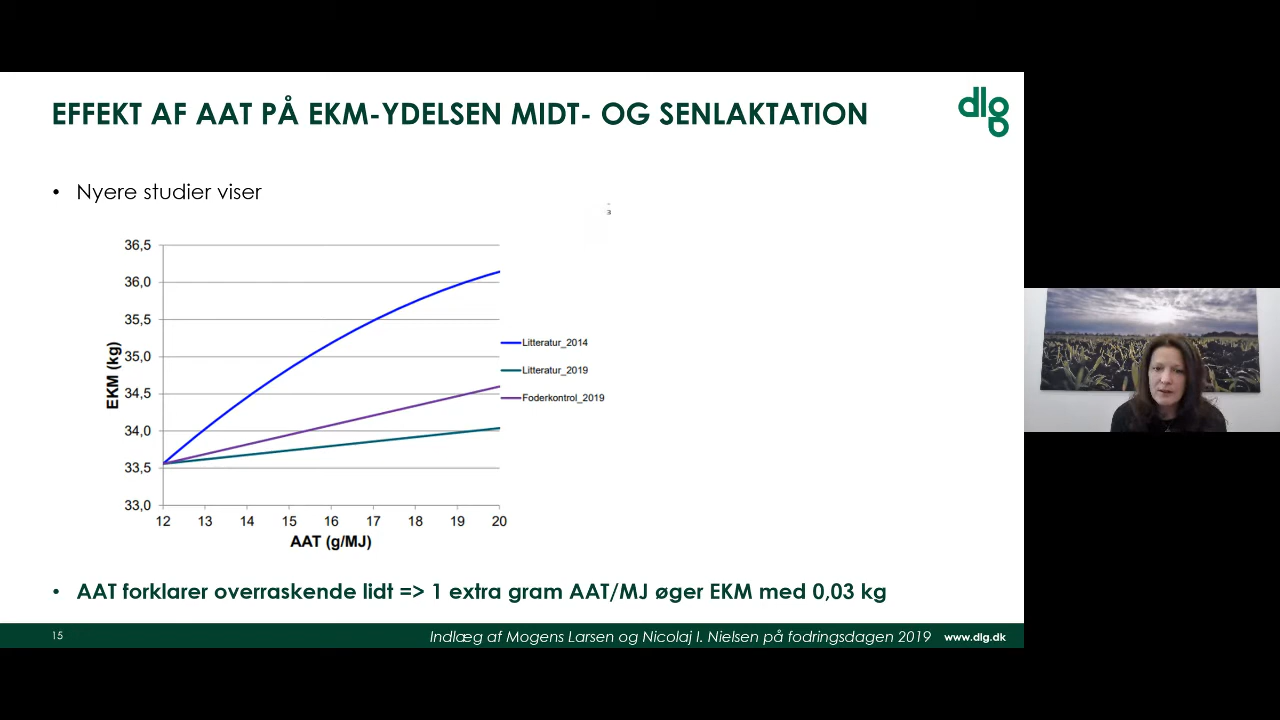 EFFEKT AF AAT PÅ EKM-YDELSEN MIDT- OG SENLAKTATION
dlg
• Nyere studier viser
3
36,5
36,0
35,5
35,0
34,5
34,0
33,5
33,0
EKM (kg)
12 13 14 15 16 17 18 19 20
AAT (g/MJ)
Litteratur_2014
Litteratur_2019
Foderkontrol_2019
• AAT forklarer overraskende lidt => 1 extra gram AAT/MJ øger EKM med 0,03 kg
15
Indlæg af Mogens Larsen og Nicolaj I. Nielsen på fodringsdagen 2019
www.dlg.dk